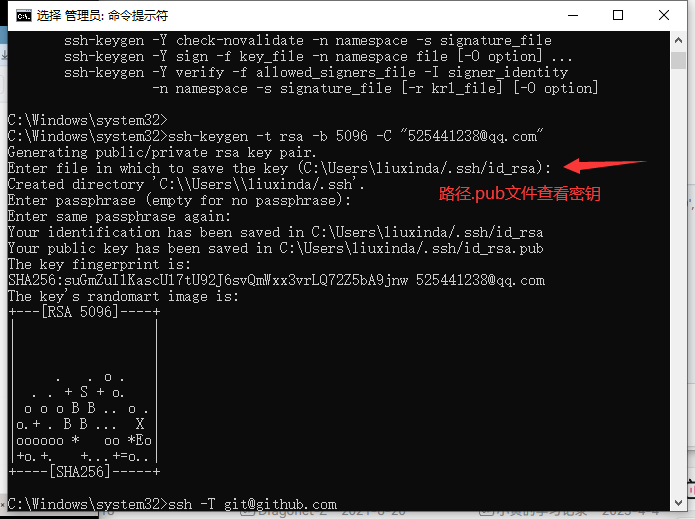 选择 管理员: 命令提示符
ssh-keygen -Y check-novalidate -n namespace -s signature_file
ssh-keygen -Y sign -f key_file -n namespace file [-O option] ...
ssh-keygen -Y verify -f allowed_signers_file -I signer_identity
-n namespace -s signature_file [-r krl_file] [-O option]
C:\Windows\system32>
C:\Windows\system32>ssh-keygen -t rsa -b 5096 -C "525441238@qq.com"
Generating public/private rsa key pair.
Enter file in which to save the key (C:\Users\liuxinda/.ssh/id_rsa):
Created directory 'C:\\Users\\liuxinda/.ssh'.
路径.pub文件查看密钥
Enter passphrase (empty for no passphrase):
Enter same passphrase again:
Your identification has been saved in C:\Users\liuxinda/.ssh/id_rsa
Your public key has been saved in C:\Users\liuxinda/.ssh/id_rsa.pub
The key fingerprint is:
SHA256:suGmZuI1KascU17tU92J6svQmWxx3vrLQ72Z5bA9jnw 525441238@qq.com
The key's randomart image is:
+---[RSA 5096]----+
|                 |
|                 |
|                 |
|     .   . o .   |
|  . . + S + o.   |
| o o o B B .. o .|
|o.+ . B B ...  X |
|oooooo *   oo *Eo|
|+o.+.   +...+=o..|
+----[SHA256]-----+
C:\Windows\system32>ssh -T git@github.com